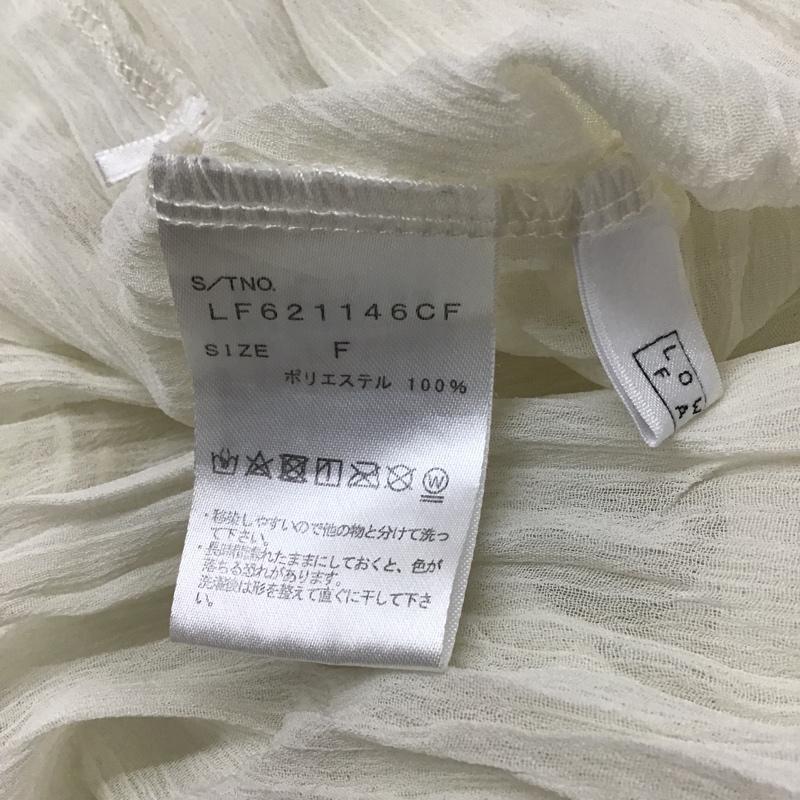 S/TNO.
LF621146CF
SIZE F
ポリエステル 100%
W
・移染しやすいので他の物と分けて洗っ
て下さい。
・長時間濡れたままにしておくと、色が
落ちる恐れがあります。
洗濯後は形を整えて直ぐに干して下さ
い。
LOW
FA